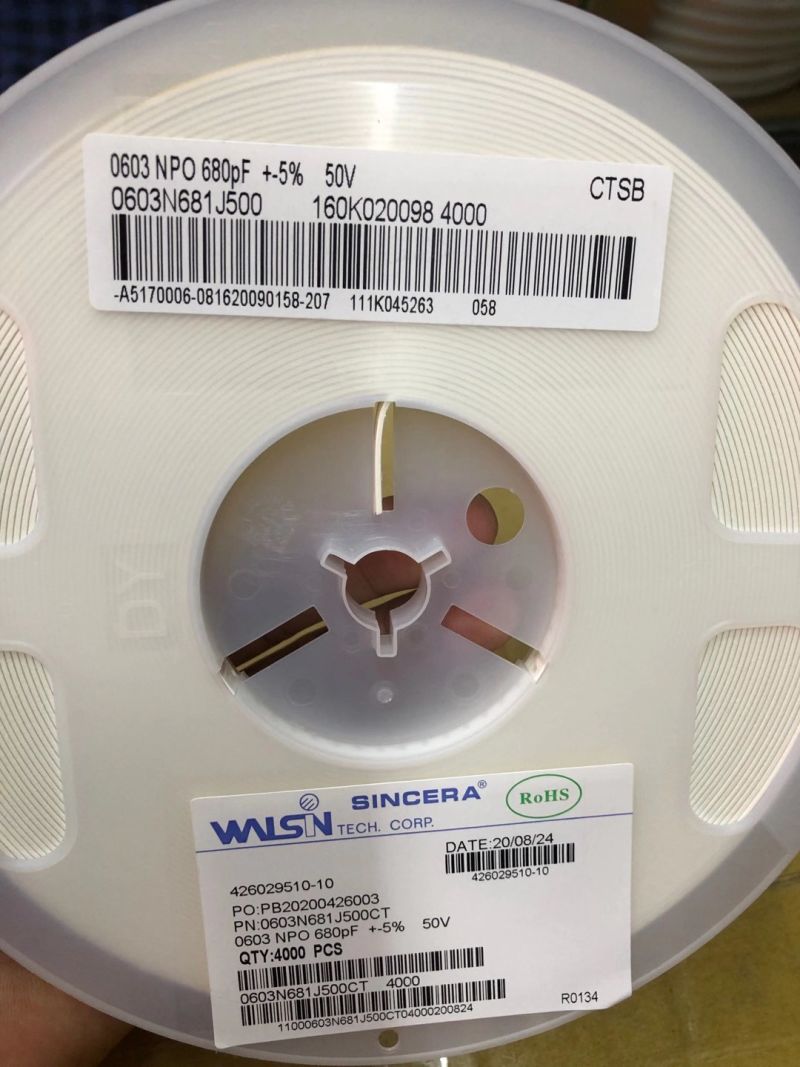 0603 NPO 680pF +-5% 50V
CTSB
0603N681J500 160K020098 4000
-A5170006-081620090158-207 111K045263 058
DY
WALSIN TECH. CORP. SINCERA® RoHS
DATE:20/08/24
426029510-10
426029510-10
PO:PB20200426003
PN:0603N681J500CT
0603 NPO 680pF +-5% 50V
QTY:4000 PCS
0603N681J500CT 4000
R0134
11000603N681J500CT04000200824